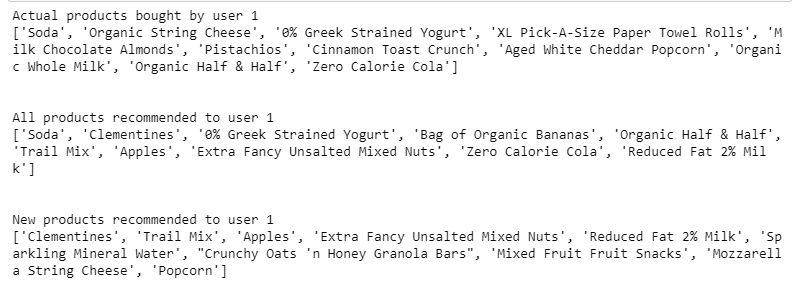 Actual products bought by user 1
['Soda', 'Organic String Cheese', '0% Greek Strained Yogurt', 'XL Pick-A-Size Paper Towel Rolls', 'M
ilk Chocolate Almonds', 'Pistachios', 'Cinnamon Toast Crunch', 'Aged White Cheddar Popcorn', 'Organi
c Whole Milk', 'Organic Half & Half', 'Zero Calorie Cola']
All products recommended to user 1
['Soda', 'Clementines', '0% Greek Strained Yogurt', 'Bag of Organic Bananas', 'Organic Half & Half',
'Trail Mix', 'Apples', 'Extra Fancy Unsalted Mixed Nuts', 'Zero Calorie Cola', 'Reduced Fat 2% Mil
k']
New products recommended to user 1
['Clementines', 'Trail Mix', 'Apples', 'Extra Fancy Unsalted Mixed Nuts', 'Reduced Fat 2% Milk', 'Sp
arkling Mineral Water', "Crunchy Oats 'n Honey Granola Bars", 'Mixed Fruit Fruit Snacks', 'Mozzarell
a String Cheese', 'Popcorn']